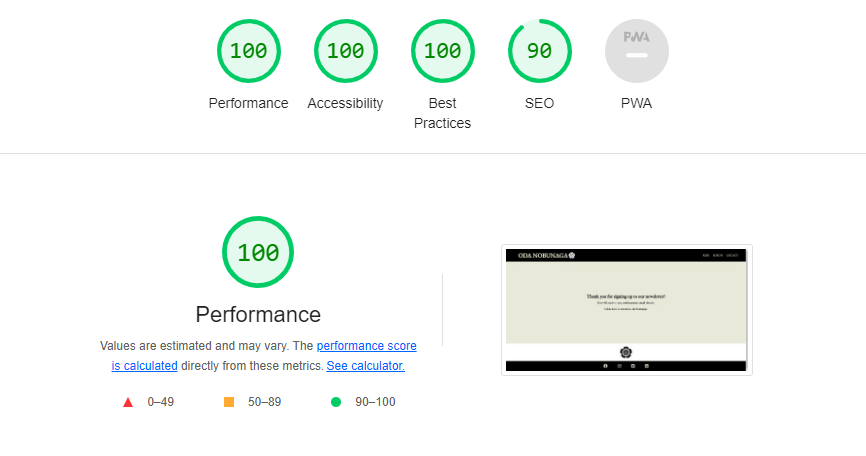 100
100
100
90
PWA
Performance
Accessibility
Best
Practices
SEO
PWA
100
Performance
Values are estimated and may vary. The performance score
is calculated directly from these metrics. See calculator.
0–49
50–89
90–100
ODA NOBUNAGA
Thank you for signing up to our newsletter!